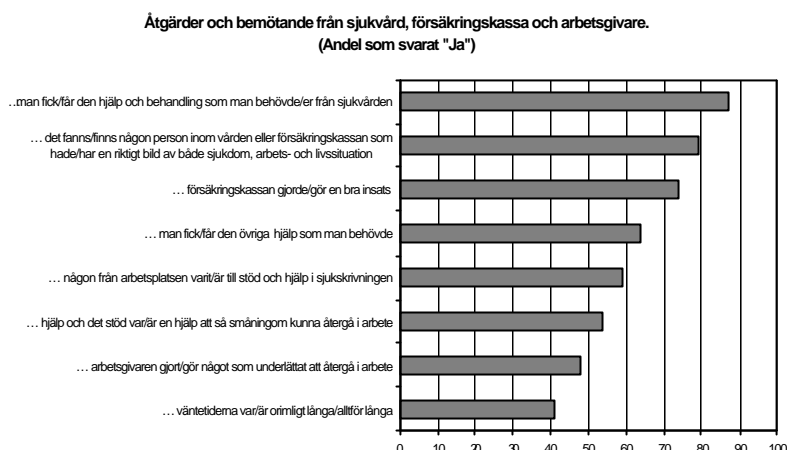 Åtgärder och bemötande från sjukvård, försäkringskassa och arbetsgivare.
(Andel som svarat "Ja")
…man fick/får den hjälp och behandling som man behövde/er från sjukvården
… det fanns/finns någon person inom vården eller försäkringskassan som
hade/har en riktigt bild av både sjukdom, arbets- och livssituation
… försäkringskassan gjorde/gör en bra insats
… man fick/får den övriga hjälp som man behövde
… någon från arbetsplatsen varit/är till stöd och hjälp i sjukskrivningen
… hjälp och det stöd var/är en hjälp att så småningom kunna återgå i arbete
… arbetsgivaren gjort/gör något som underlättat att återgå i arbete
… väntetiderna var/är orimligt långa/alltför långa
0 10 20 30 40 50 60 70 80 90 100